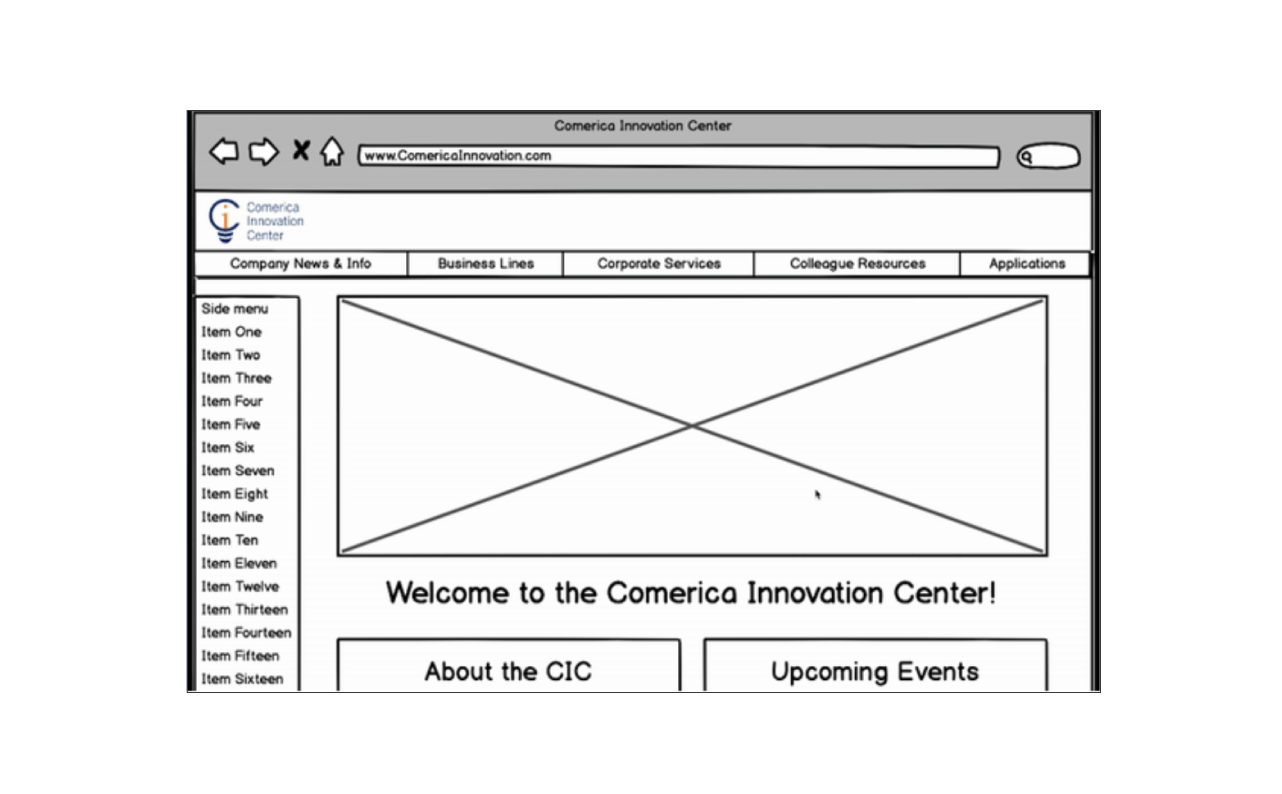 Comerica Innovation Center
www.ComericaInnovation.com
Comerica
Innovation
Center
Company News & Info
Business Lines
Corporate Services
Colleague Resources
Applications
Side menu
Item One
Item Two
Item Three
Item Four
Item Five
Item Six
Item Seven
Item Eight
Item Nine
Item Ten
Item Eleven
Item Twelve
Item Thirteen
Item Fourteen
Item Fifteen
Item Sixteen
Welcome to the Comerica Innovation Center!
About the CIC
Upcoming Events